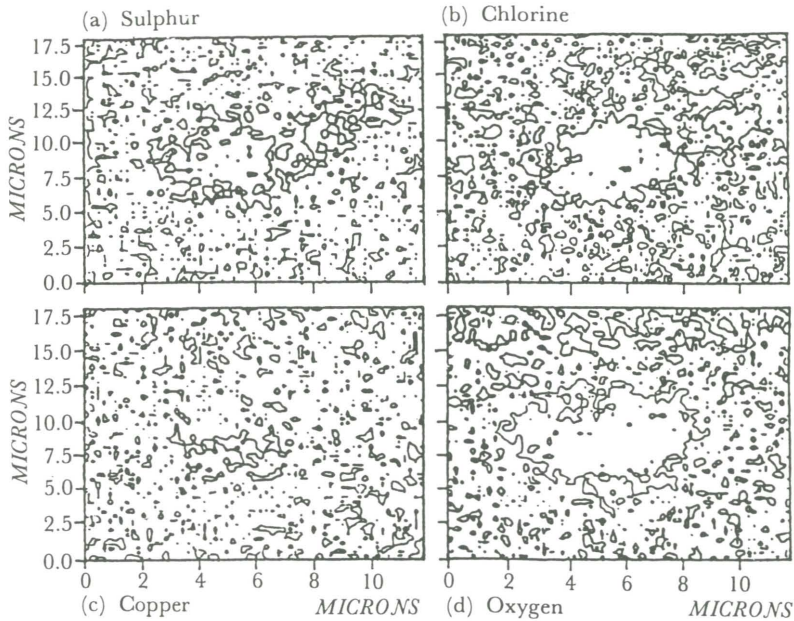 (a) Sulphur
(b) Chlorine
17.5
15.0
12.5
10.0
7.5
5.0
2.5
0.0
MICRONS
17.5
15.0
12.5
10.0
7.5
5.0
2.5
0.0
MICRONS
0 2 4 6 8 10
0 2 4 6 8 10
(c) Copper MICRONS
(d) Oxygen MICRONS